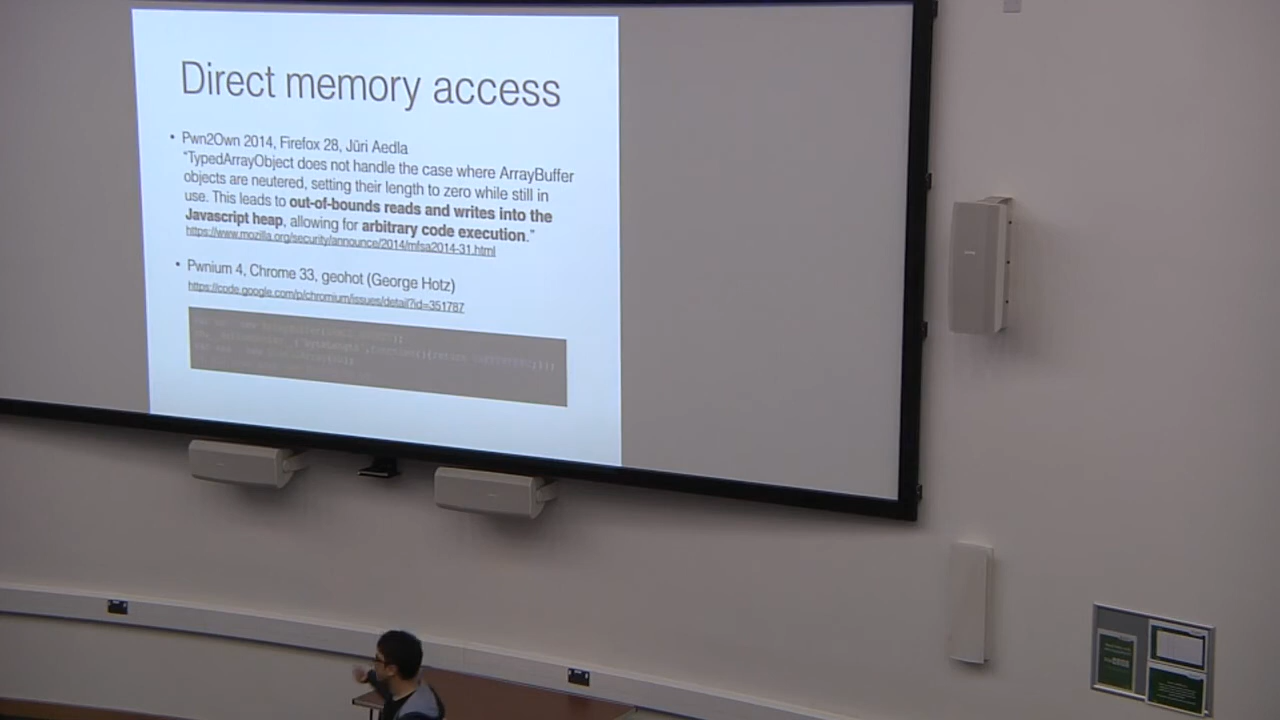 Direct memory access
• Pwn2Own 2014, Firefox 28, Jüri Aedla
"TypedArrayObject does not handle the case where ArrayBuffer
objects are neutered, setting their length to zero while still in
use. This leads to out-of-bounds reads and writes into the
Javascript heap, allowing for arbitrary code execution."
https://www.mozilla.org/security/announce/2014/mfsa2014-31.html
• Pwnium 4, Chrome 33, geohot (George Hotz)
https://code.google.com/p/chromium/issues/detail?id=351787